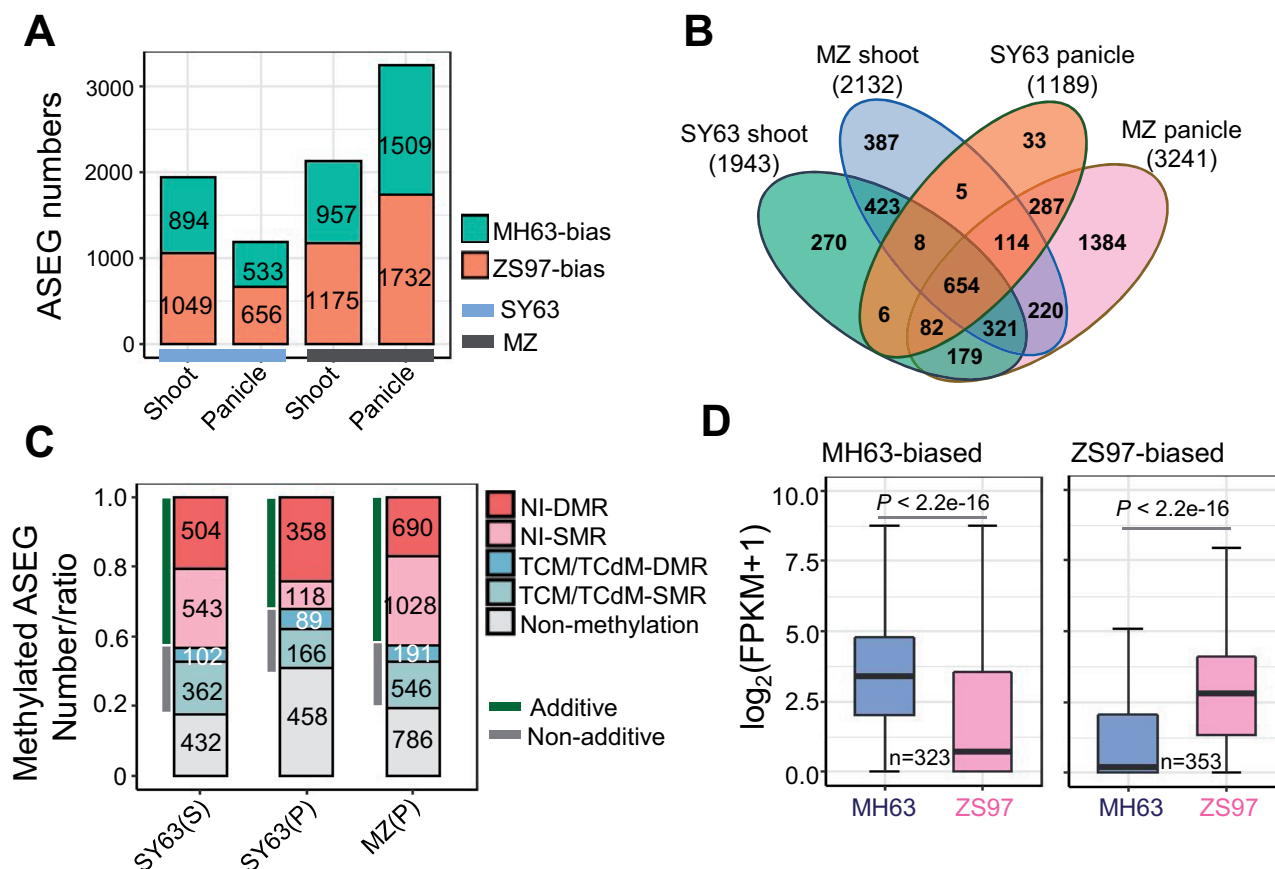 A
ASEG numbers
3000
2000
1000
0
894
1049
533
656
957
1175
1509
1732
MH63-bias
ZS97-bias
SY63
MZ
Shoot
Panicle
Shoot
Panicle
B
MZ shoot
(2132)
SY63 panicle
(1189)
SY63 shoot
(1943)
MZ panicle
(3241)
387
33
5
423
287
270
8
114
1384
654
6
82
321
220
179
C
Methylated ASEG
Number/ratio
1.0
0.8
0.6
0.2
0
504
543
102
362
432
358
118
89
166
458
690
1028
191
546
786
NI-DMR
NI-SMR
TCM/TCdM-DMR
TCM/TCdM-SMR
Non-methylation
Additive
Non-additive
SY63(S)
SY63(P)
MZ(P)
D
MH63-biased
ZS97-biased
log2(FPKM+1)
10.0
7.5
5.0
2.5
0.0
P < 2.2e-16
P < 2.2e-16
n=323
n=353
MH63
ZS97
MH63
ZS97